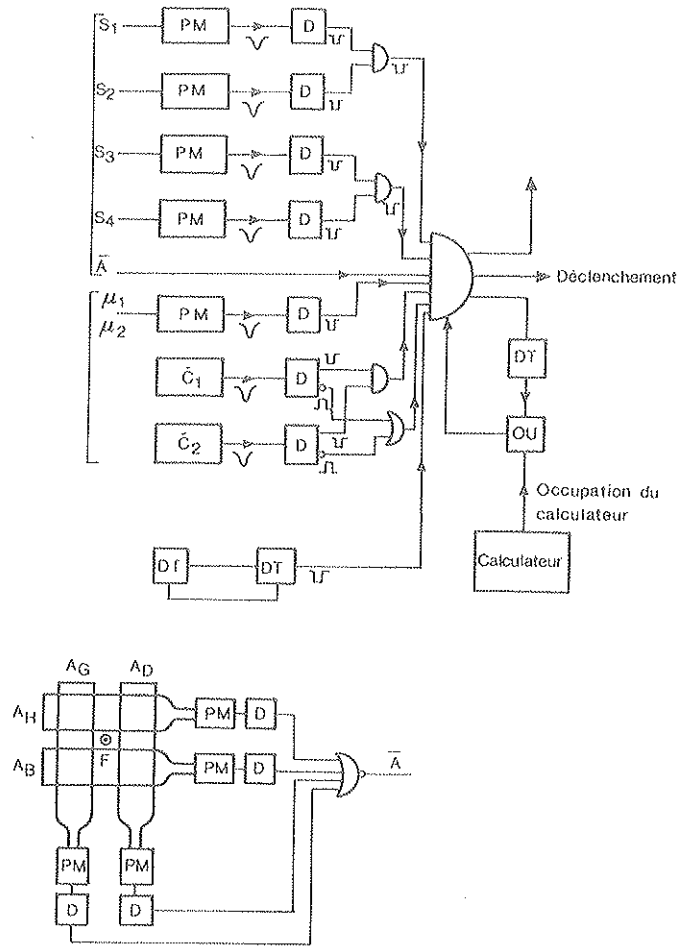 S1 PM D
S2 PM D
S3 PM D
S4 PM D
A̅
Déclenchement
μ1
μ2 PM D
DT
Č1 D
Č2 D
OU
Occupation du
calculateur
Calculateur
DT DT
AG AD
AH PM D
F
AB PM D
A̅
PM PM
D D